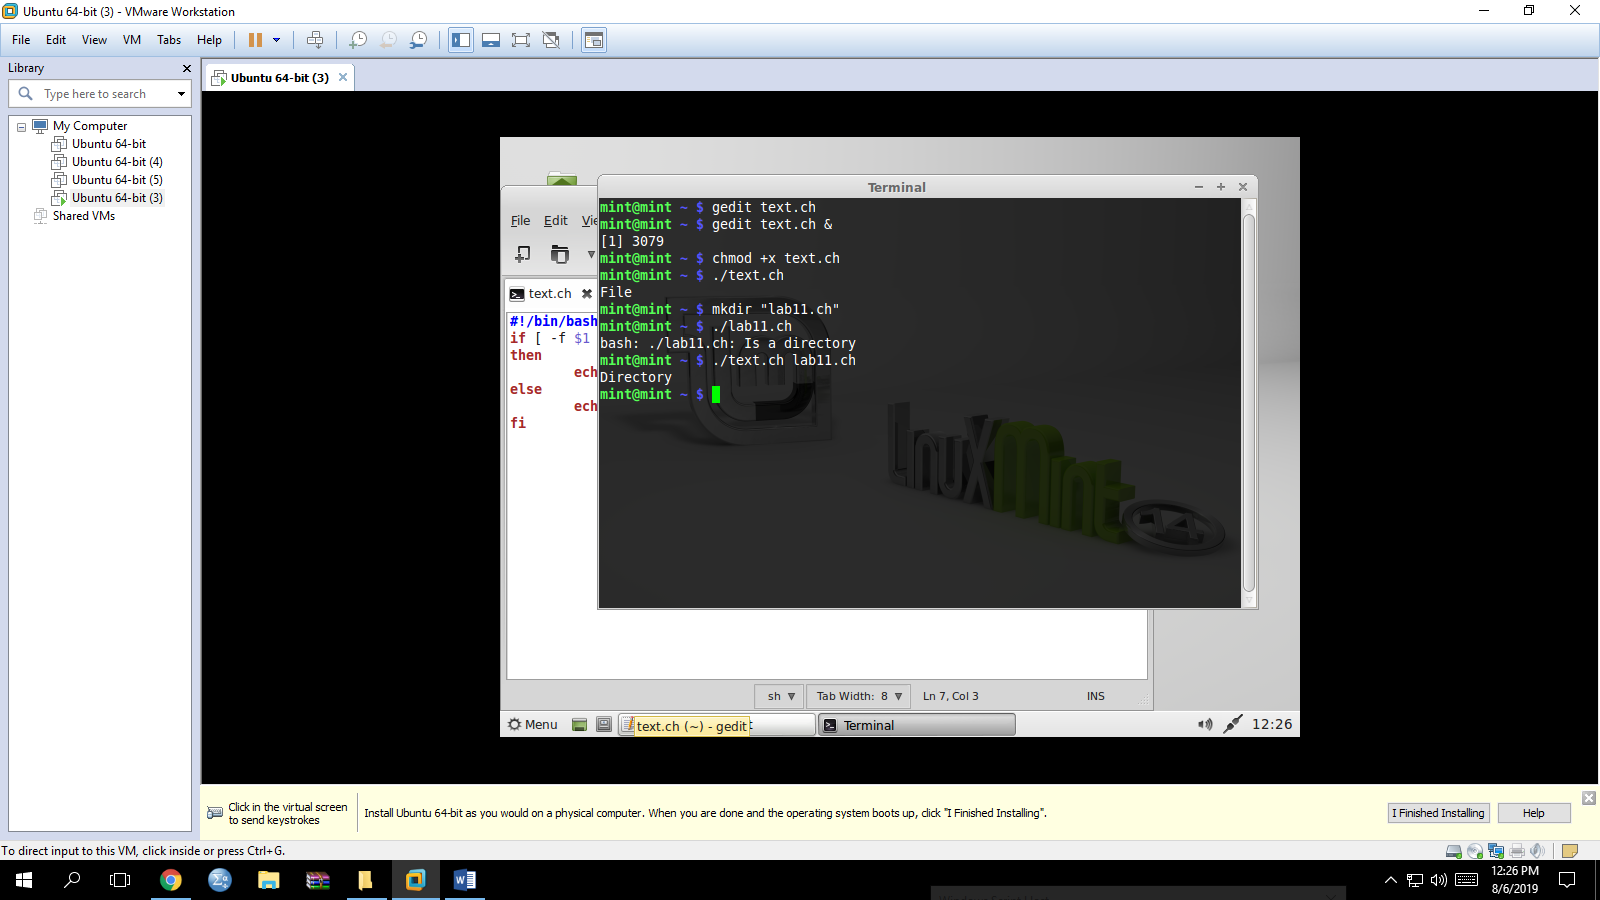 Ubuntu 64-bit (3) - VMware Workstation
File Edit View VM Tabs Help
Library
Type here to search
My Computer
Ubuntu 64-bit
Ubuntu 64-bit (4)
Ubuntu 64-bit (5)
Ubuntu 64-bit (3)
Shared VMs
Ubuntu 64-bit (3)
File Edit
text.ch
#!/bin/bash
if [ -f $1
then
ech
else
ech
fi
Terminal
mint@mint ~ $ gedit text.ch
mint@mint ~ $ gedit text.ch &
[1] 3079
mint@mint ~ $ chmod +x text.ch
mint@mint ~ $ ./text.ch
File
mint@mint ~ $ mkdir "lab11.ch"
mint@mint ~ $ ./lab11.ch
bash: ./lab11.ch: Is a directory
mint@mint ~ $ ./text.ch lab11.ch
Directory
mint@mint ~ $
LinuxMint 14
sh Tab Width: 8 Ln 7, Col 3 INS
Menu text.ch (~) - gedit Terminal 12:26
Click in the virtual screen
to send keystrokes
Install Ubuntu 64-bit as you would on a physical computer. When you are done and the operating system boots up, click "I Finished Installing".
I Finished Installing Help
To direct input to this VM, click inside or press Ctrl+G.
12:26 PM
8/6/2019